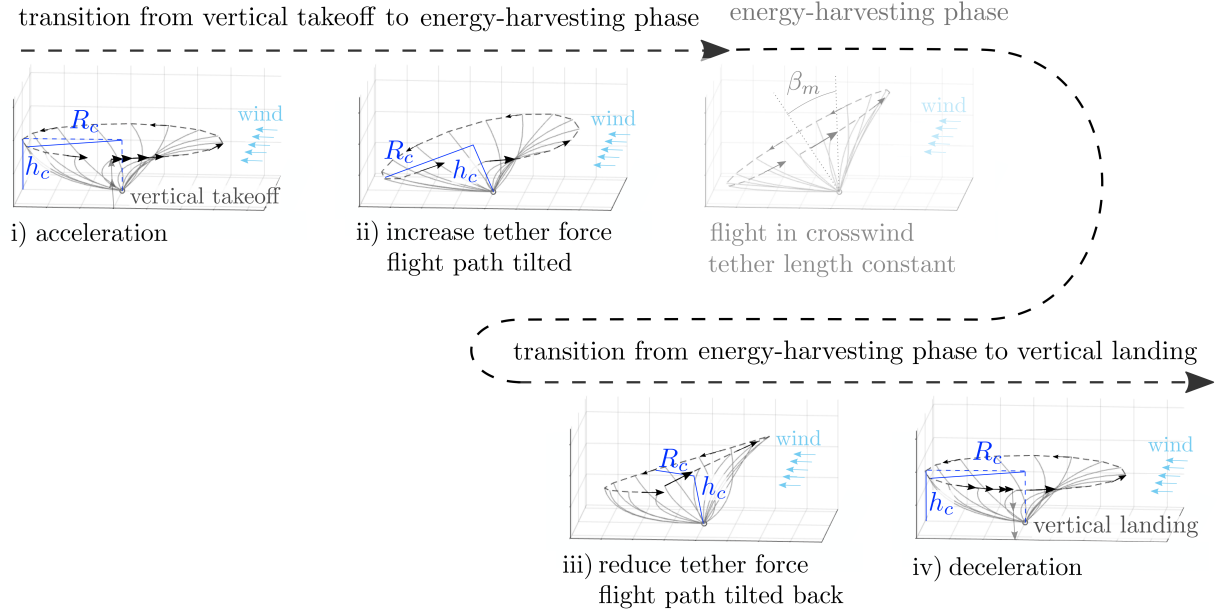 transition from vertical takeoff to energy-harvesting phase
energy-harvesting phase
R_c
h_c
wind
vertical takeoff
i) acceleration
R_c
h_c
wind
ii) increase tether force
flight path tilted
β_m
wind
flight in crosswind
tether length constant
transition from energy-harvesting phase to vertical landing
R_c
h_c
wind
iii) reduce tether force
flight path tilted back
R_c
h_c
wind
vertical landing
iv) deceleration